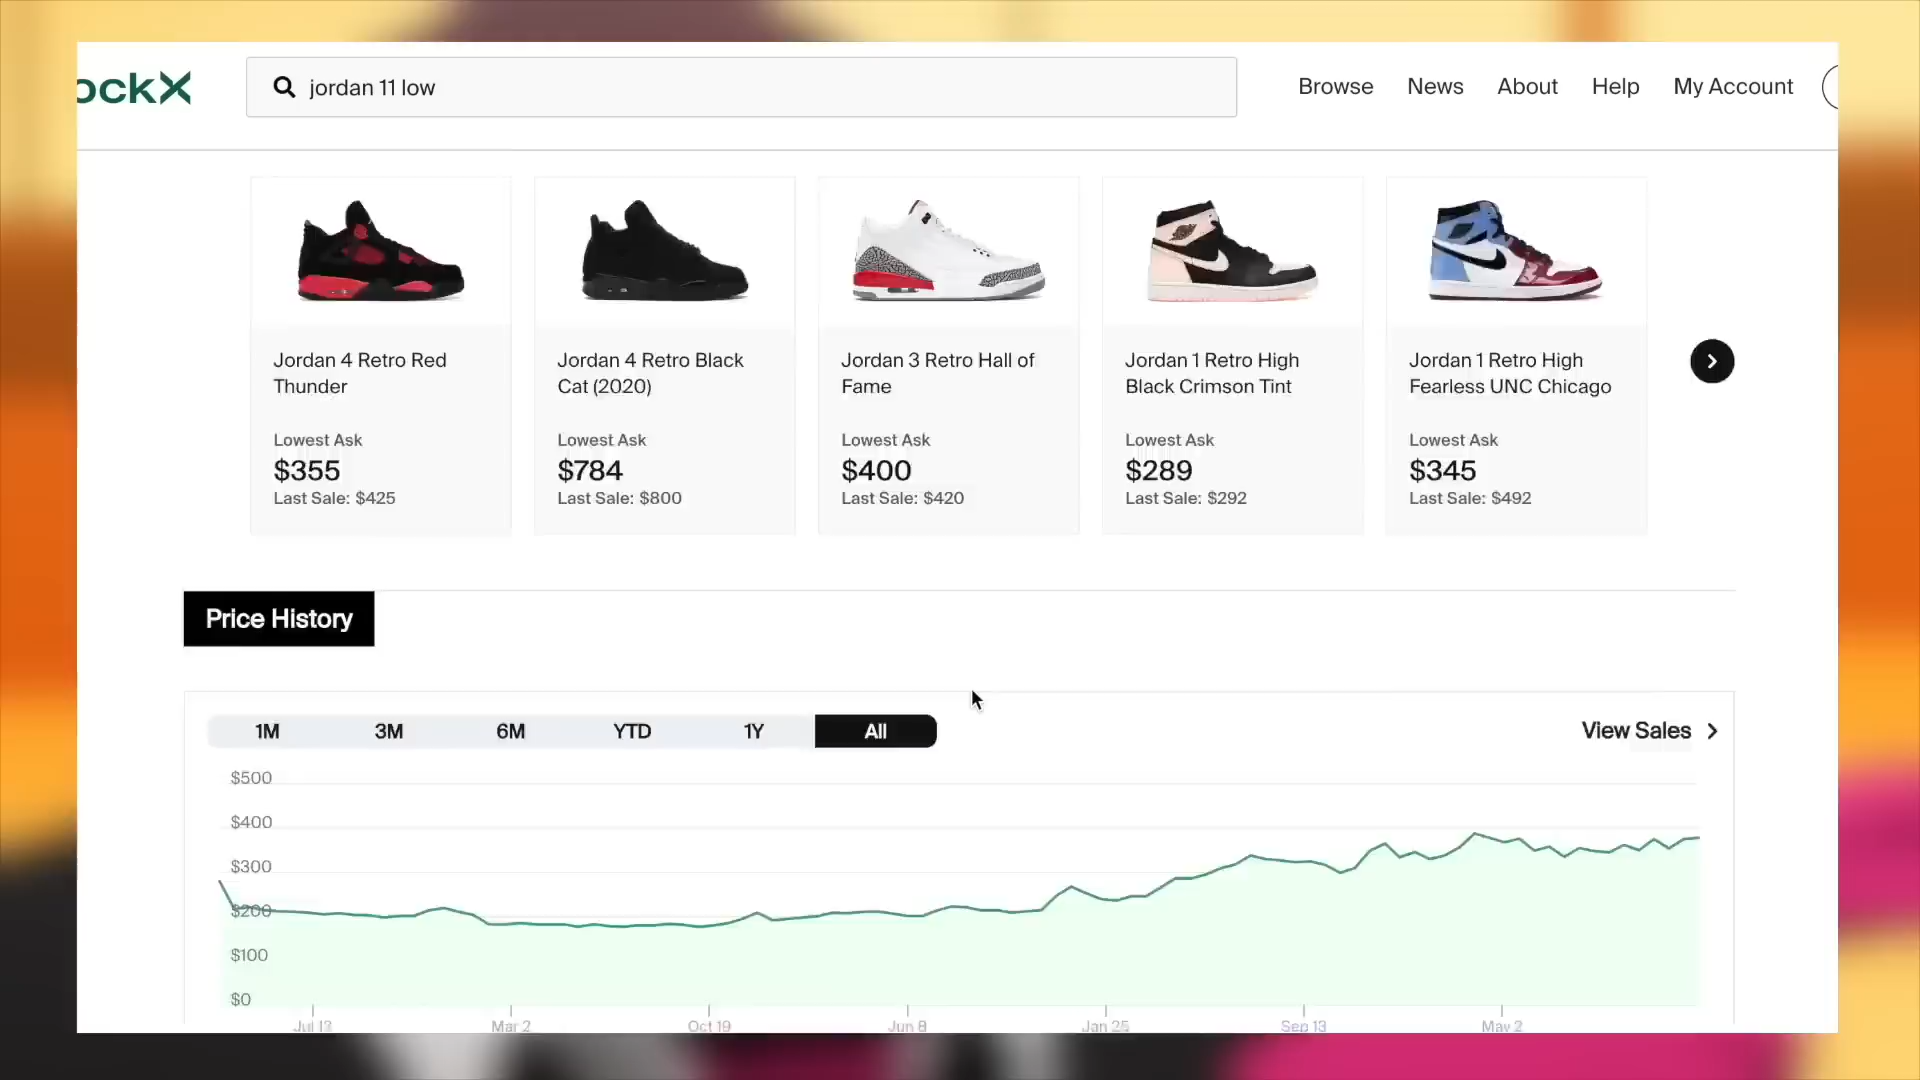 ockX
jordan 11 low
Browse
News
About
Help
My Account
Jordan 4 Retro Red
Thunder
Lowest Ask
$355
Last Sale: $425
Jordan 4 Retro Black
Cat (2020)
Lowest Ask
$784
Last Sale: $800
Jordan 3 Retro Hall of
Fame
Lowest Ask
$400
Last Sale: $420
Jordan 1 Retro High
Black Crimson Tint
Lowest Ask
$289
Last Sale: $292
Jordan 1 Retro High
Fearless UNC Chicago
Lowest Ask
$345
Last Sale: $492
Price History
1M
3M
6M
YTD
1Y
All
View Sales
$500
$400
$300
$200
$100
$0
Jul 13
Mar 2
Oct 19
Jun 8
Jan 25
Sep 13
May 2